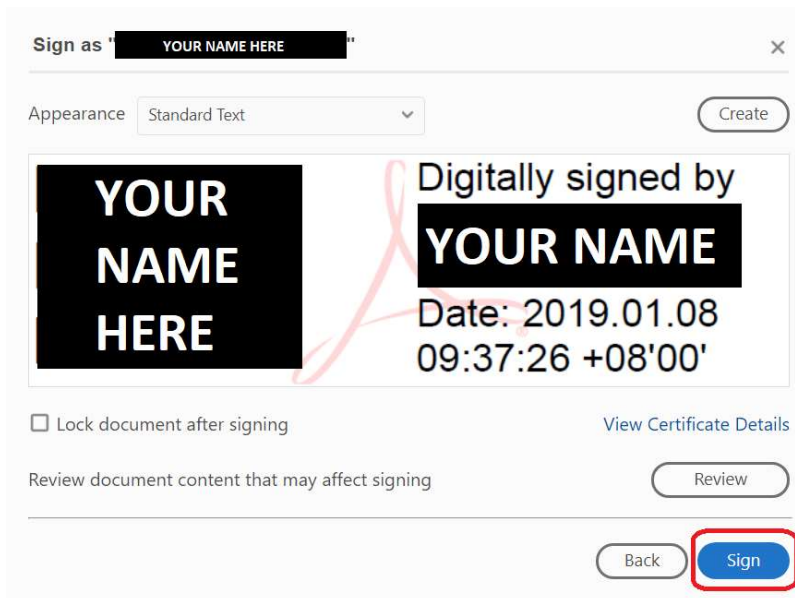 Sign as "YOUR NAME HERE"
Appearance Standard Text Create
YOUR
NAME
HERE
Digitally signed by
YOUR NAME
Date: 2019.01.08
09:37:26 +08'00'
Lock document after signing View Certificate Details
Review document content that may affect signing Review
Back Sign